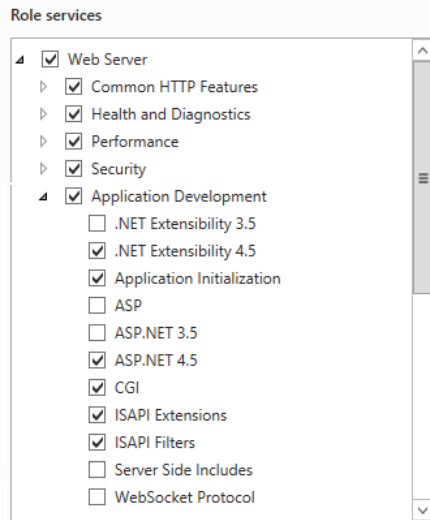 Role services
Web Server
Common HTTP Features
Health and Diagnostics
Performance
Security
Application Development
.NET Extensibility 3.5
.NET Extensibility 4.5
Application Initialization
ASP
ASP.NET 3.5
ASP.NET 4.5
CGI
ISAPI Extensions
ISAPI Filters
Server Side Includes
WebSocket Protocol